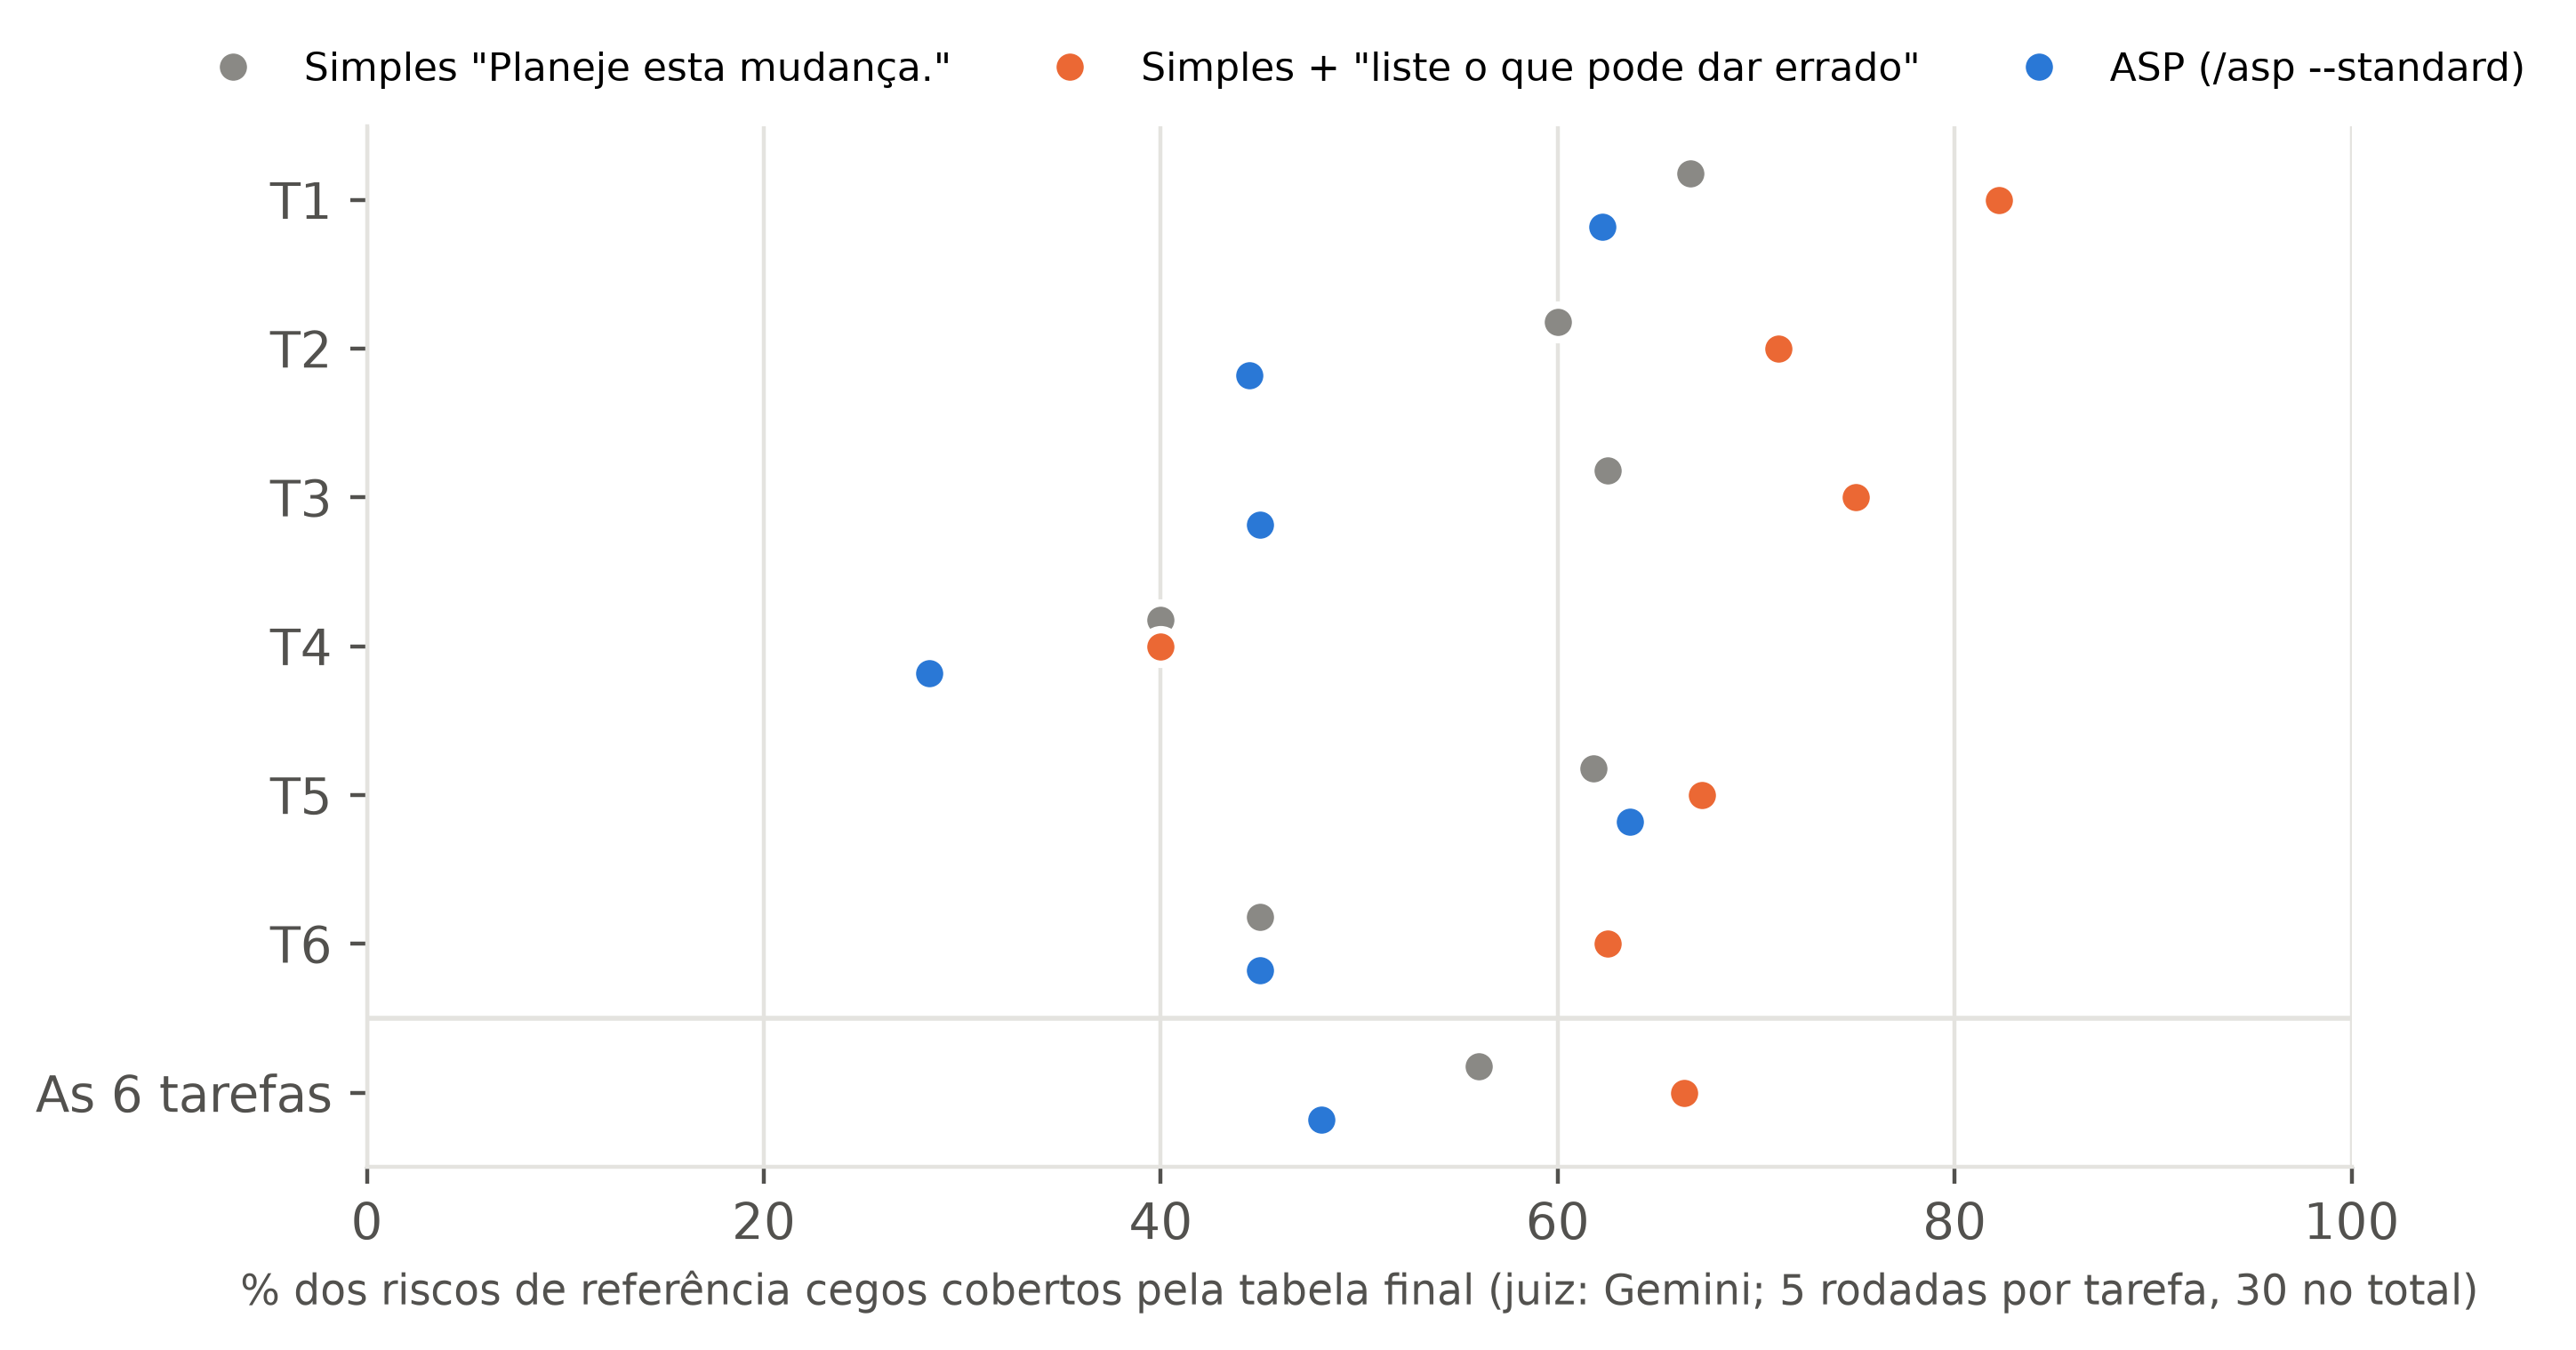 Simples "Planeje esta mudança." Simples + "liste o que pode dar errado" ASP (/asp --standard)
T1
T2
T3
T4
T5
T6
As 6 tarefas
0 20 40 60 80 100
% dos riscos de referência cegos cobertos pela tabela final (juiz: Gemini; 5 rodadas por tarefa, 30 no total)